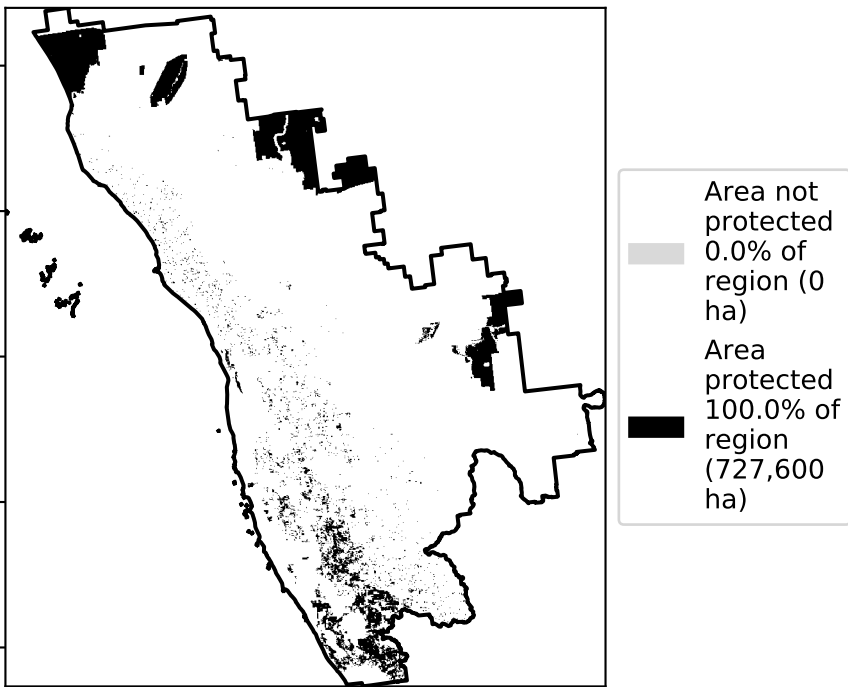 Area not
protected
0.0% of
region (0
ha)
Area
protected
100.0% of
region
(727,600
ha)